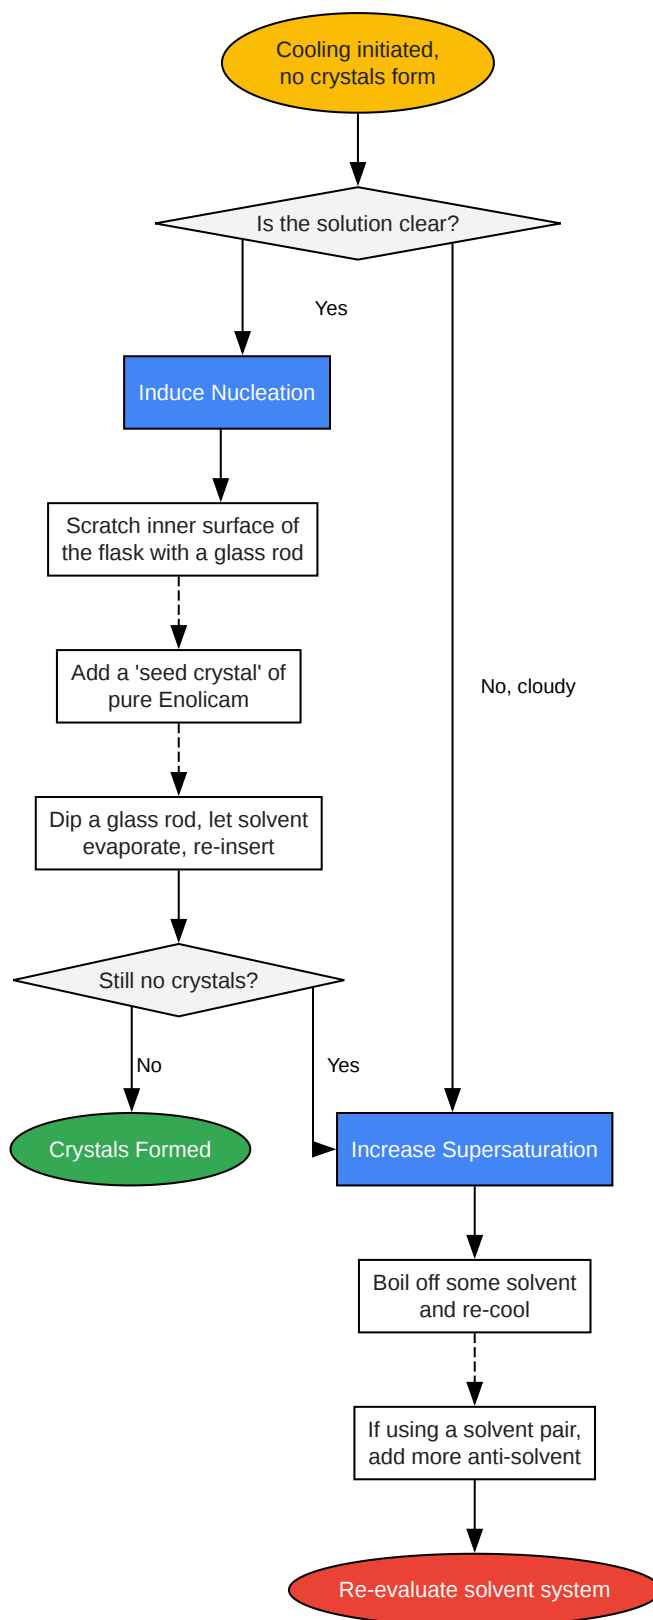 Cooling initiated,
no crystals form
Is the solution clear?
Yes
Induce Nucleation
Scratch inner surface of
the flask with a glass rod
Add a 'seed crystal' of
pure Enolicam
No, cloudy
Dip a glass rod, let solvent
evaporate, re-insert
Still no crystals?
No
Yes
Crystals Formed
Increase Supersaturation
Boil off some solvent
and re-cool
If using a solvent pair,
add more anti-solvent
Re-evaluate solvent system